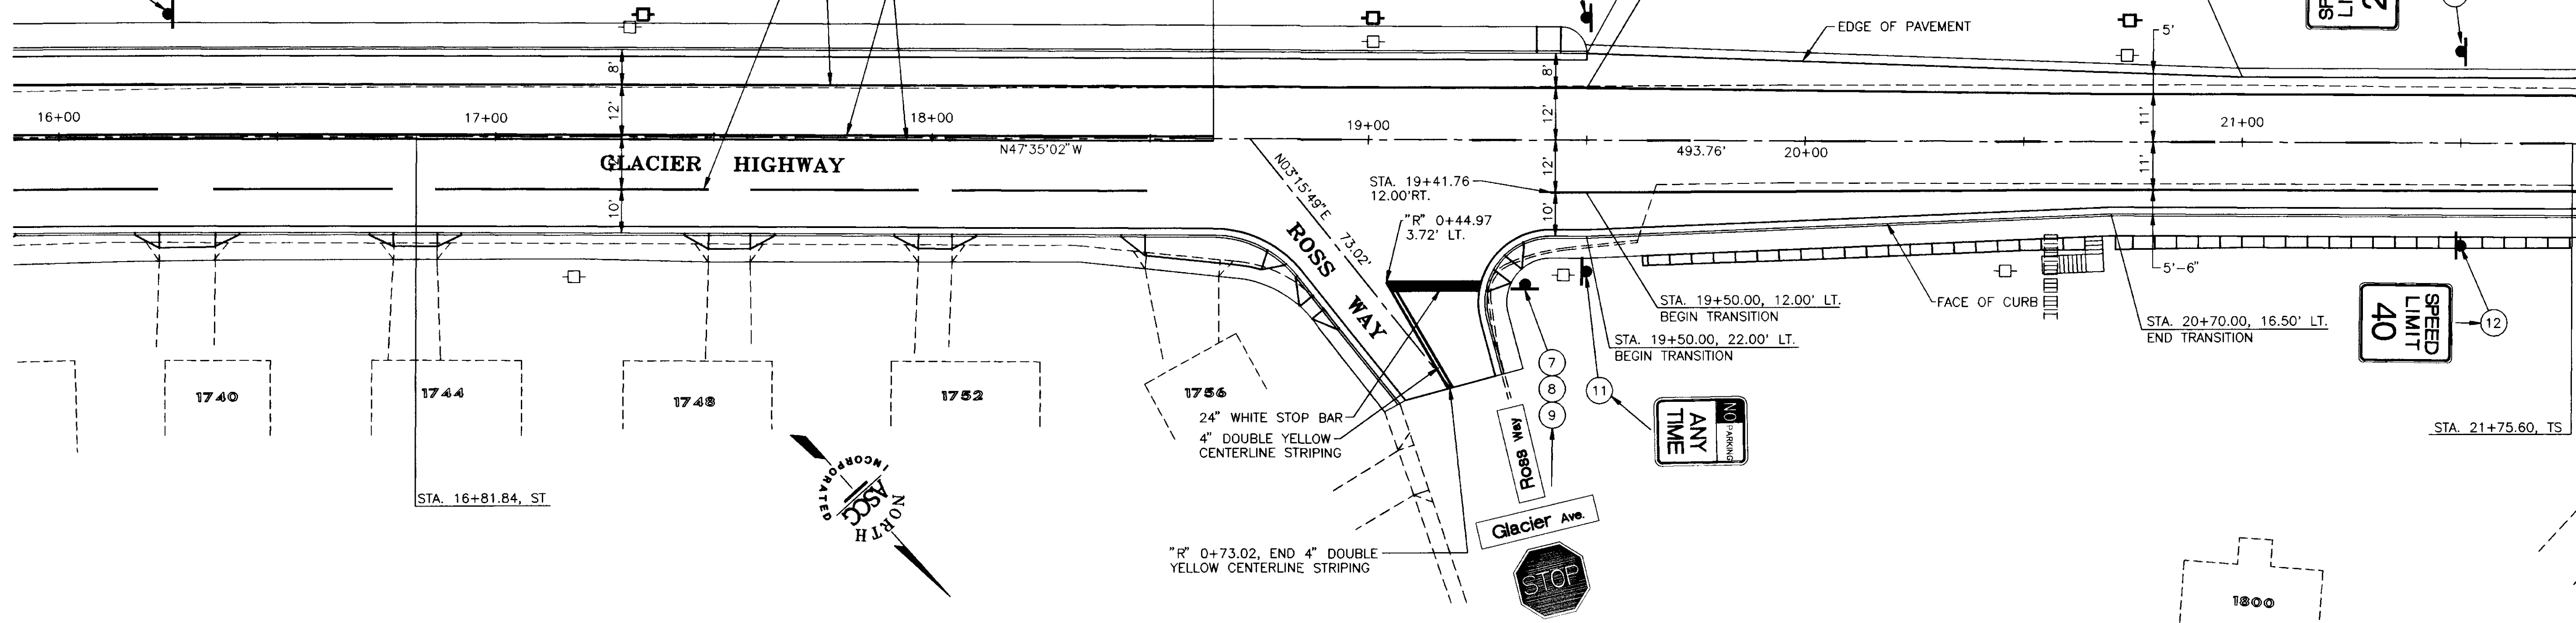 EDGE OF PAVEMENT
5'
SP
LI
2
8'
8'
12'
12'
11'
16+00
17+00
18+00
19+00
20+00
21+00
N47°35'02"W
493.76'
GLACIER HIGHWAY
12'
11'
10'
10'
N03°15'49"E 73.02'
ROSS WAY
STA. 19+41.76
12.00'RT.
"R" 0+44.97
3.72' LT.
5'-6"
STA. 19+50.00, 12.00' LT.
BEGIN TRANSITION
FACE OF CURB
STA. 19+50.00, 22.00' LT.
BEGIN TRANSITION
STA. 20+70.00, 16.50' LT.
END TRANSITION
SPEED
LIMIT
40
12
1740
1744
1748
1752
1756
7
8
9
11
NO PARKING
ANY
TIME
24" WHITE STOP BAR
4" DOUBLE YELLOW
CENTERLINE STRIPING
STA. 21+75.60, TS
STA. 16+81.84, ST
ASCG
INCORPORATED
NORTH
Ross Way
Glacier Ave.
STOP
"R" 0+73.02, END 4" DOUBLE
YELLOW CENTERLINE STRIPING
1800